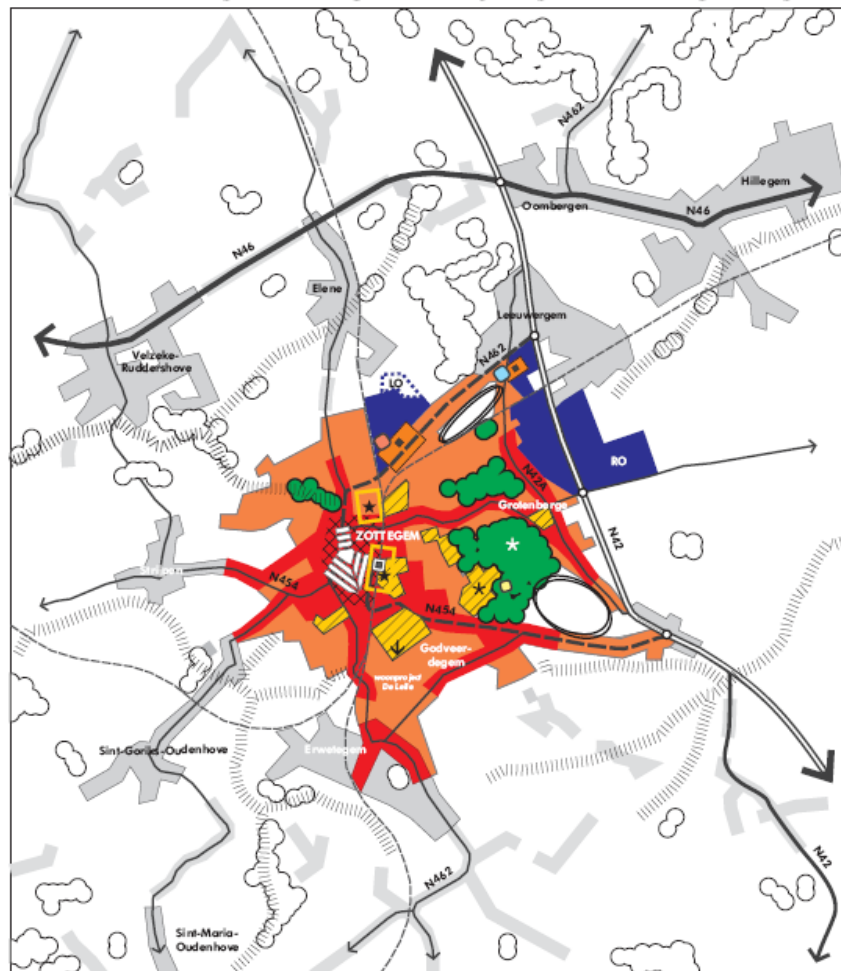 N462
Hillegem
N46
Oombergen
N46
Elene
Leeuwergem
Velzeke-
Ruddershove
N462
LO
RO
N42A
Grotenberge
ZOTTEGEM
N42
Strijpen
N454
N454
Godveer-
degem
woonproject
De Lelie
Sint-Goriks-Oudenhove
Erwetegem
N42
N462
Sint-Maria-
Oudenhove